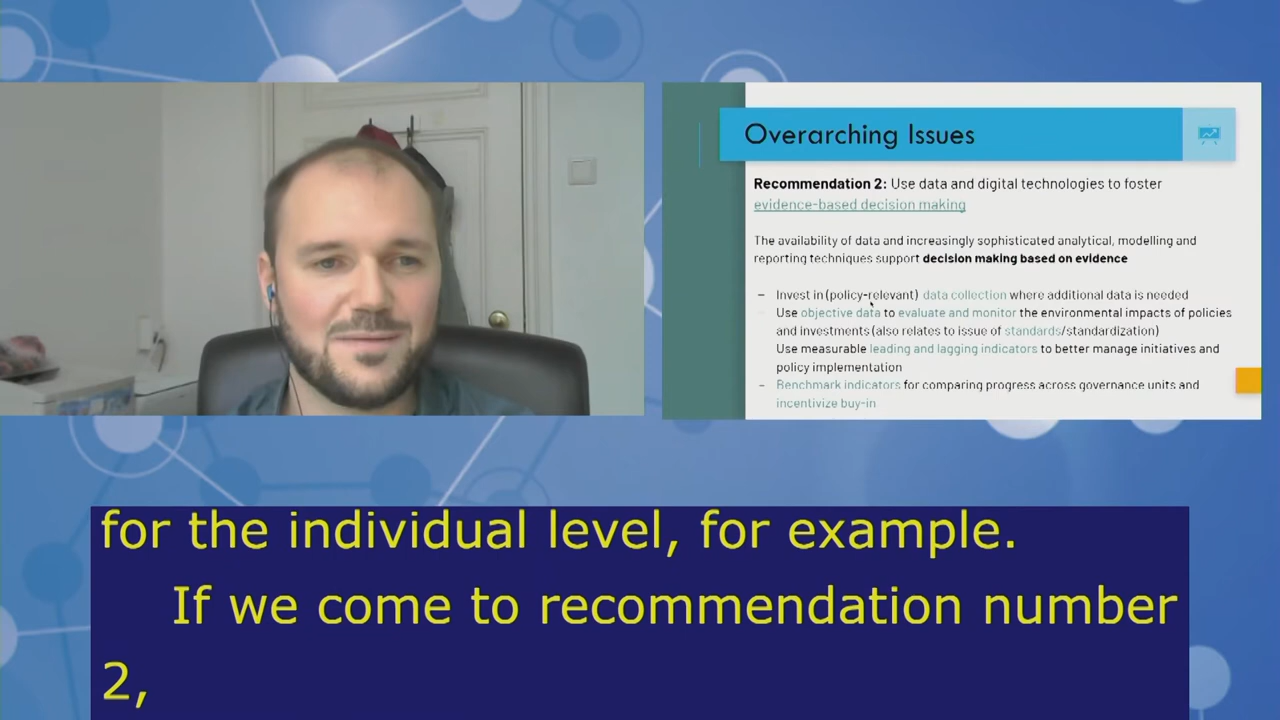 Overarching Issues
Recommendation 2: Use data and digital technologies to foster
evidence-based decision making
The availability of data and increasingly sophisticated analytical, modelling and
reporting techniques support decision making based on evidence
– Invest in (policy-relevant) data collection where additional data is needed
– Use objective data to evaluate and monitor the environmental impacts of policies
and investments (also relates to issue of standards/standardization)
Use measurable leading and lagging indicators to better manage initiatives and
policy implementation
– Benchmark indicators for comparing progress across governance units and
incentivize buy-in
for the individual level, for example.
If we come to recommendation number
2,